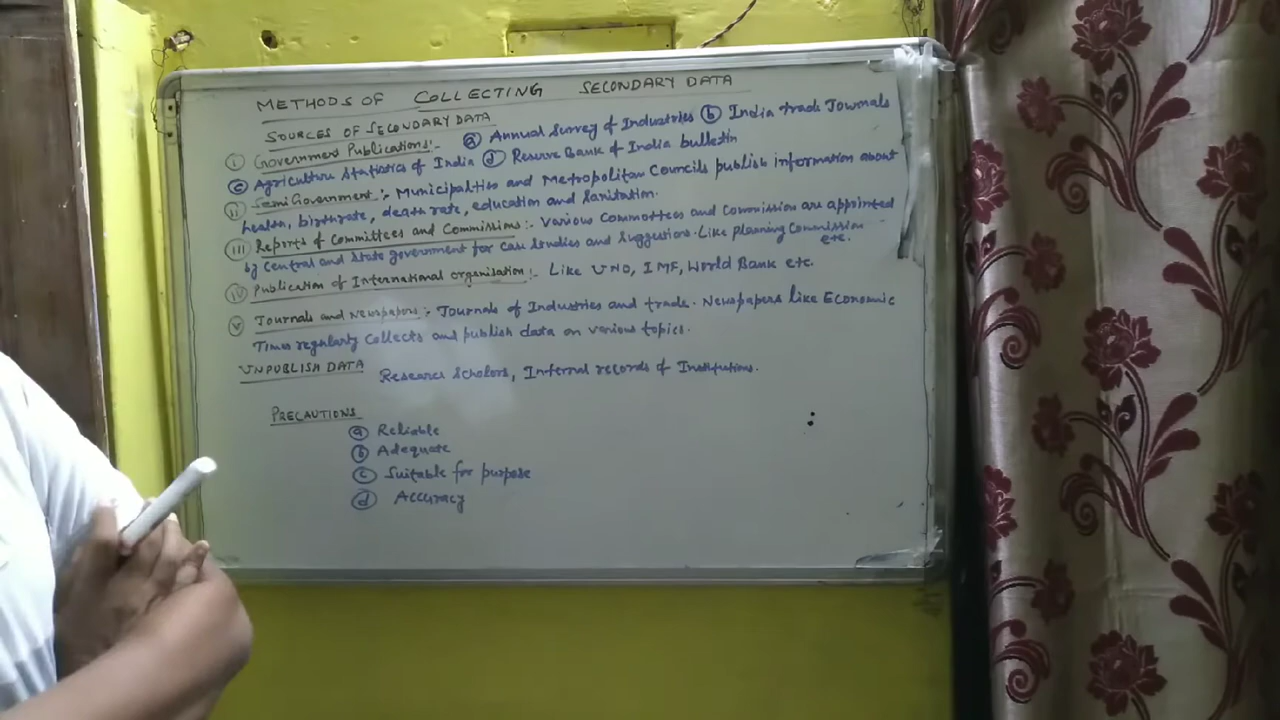 METHODS OF COLLECTING SECONDARY DATA
SOURCES OF SECONDARY DATA
(i) Government Publications:- (a) Annual Survey of Industries (b) India trade Journals
(c) Agriculture Statistics of India (d) Reserve Bank of India bulletin
(ii) Semi Government:- Municipalties and Metropolitan Councils publish information about
health, birthrate, death rate, education and Sanitation.
(iii) Reports of Committees and Commissions:- Various Committees and Commission are appointed
by Central and State government for case studies and suggestions. Like planning Commission
etc.
(iv) Publication of International organisation:- Like UNO, IMF, World Bank etc.
(v) Journals and Newspapers:- Journals of Industries and trade. Newspapers like Economic
Times regularly Collects and publish data on various topics.
UNPUBLISH DATA Research Scholars, Internal records of Institutions.
PRECAUTIONS
(a) Reliable
(b) Adequate
(c) Suitable for purpose
(d) Accuracy